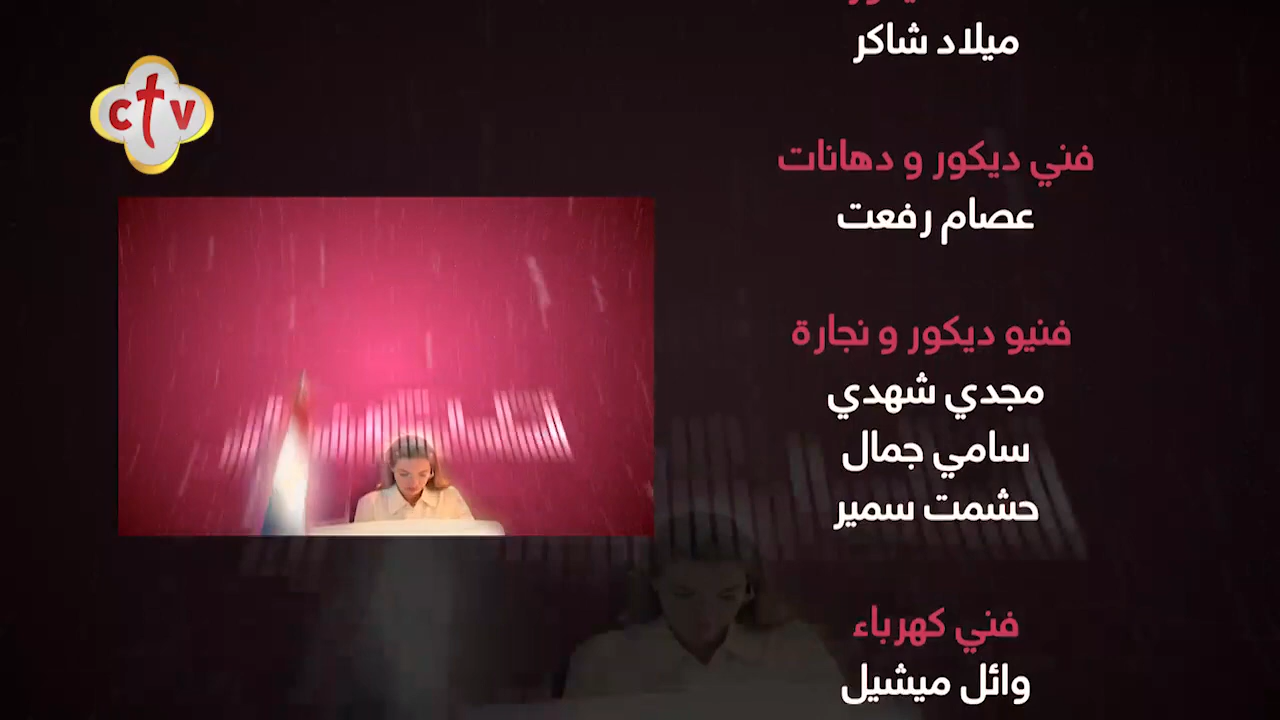 ctv
ميلاد شاكر
فني ديكور و دهانات
عصام رفعت
فنيو ديكور و نجارة
مجدي شهدي
سامي جمال
حشمت سمير
فني كهرباء
وائل ميشيل